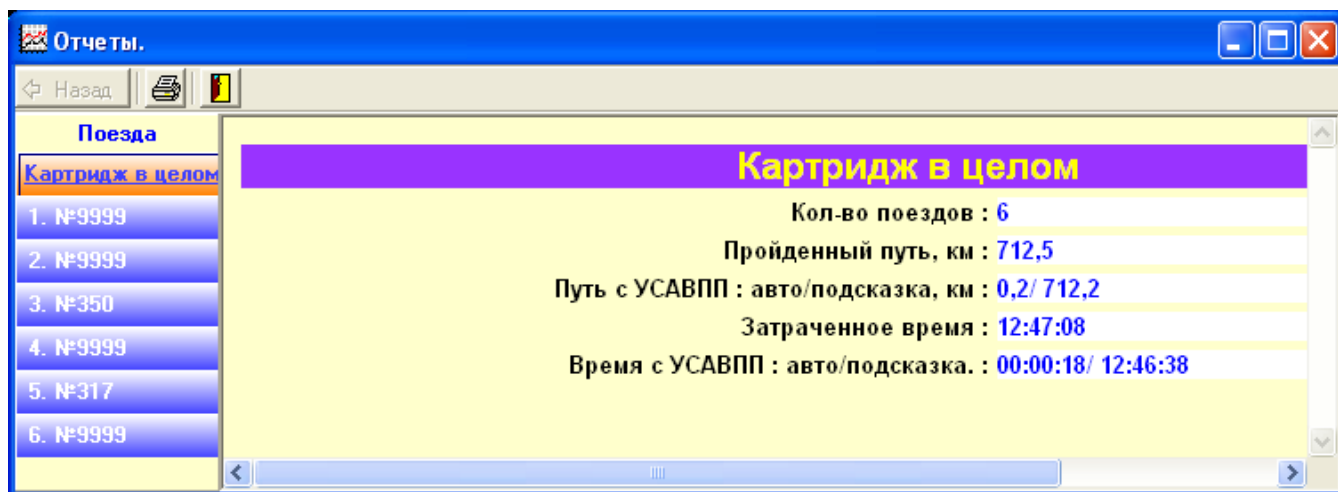 Отчеты.
Назад
Поезда
Картридж в целом
1. №9999
2. №9999
3. №350
4. №9999
5. №317
6. №9999
Картридж в целом
Кол-во поездов : 6
Пройденный путь, км : 712,5
Путь с УСАВПП : авто/подсказка, км : 0,2/ 712,2
Затраченное время : 12:47:08
Время с УСАВПП : авто/подсказка. : 00:00:18/ 12:46:38